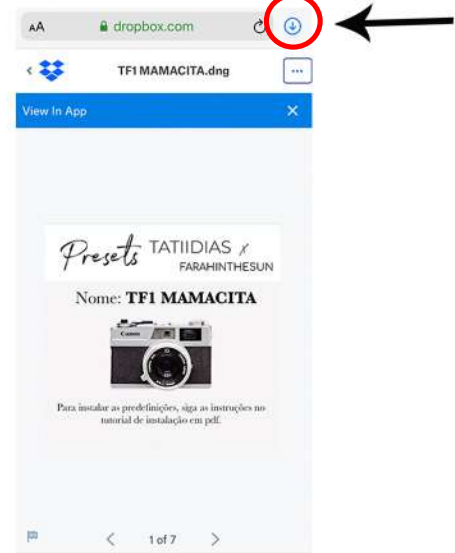 AA dropbox.com
TF1 MAMACITA.dng
View In App
Presets TATIIDIAS x
FARAHINTHESUN
Nome: TF1 MAMACITA
Canon
Para instalar as predefinições, siga as instruções no
tutorial de instalação em pdf.
1 of 7